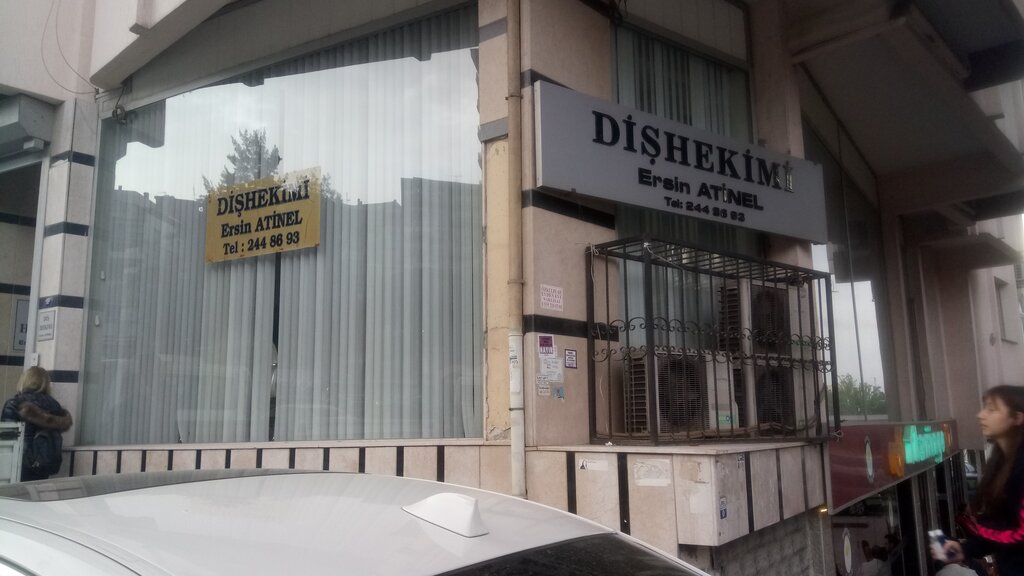 DİŞHEKİMİ
Ersin ATİNEL
Tel : 244 86 93
DİŞHEKİMİ
Ersin ATİNEL
Tel: 244 86 93